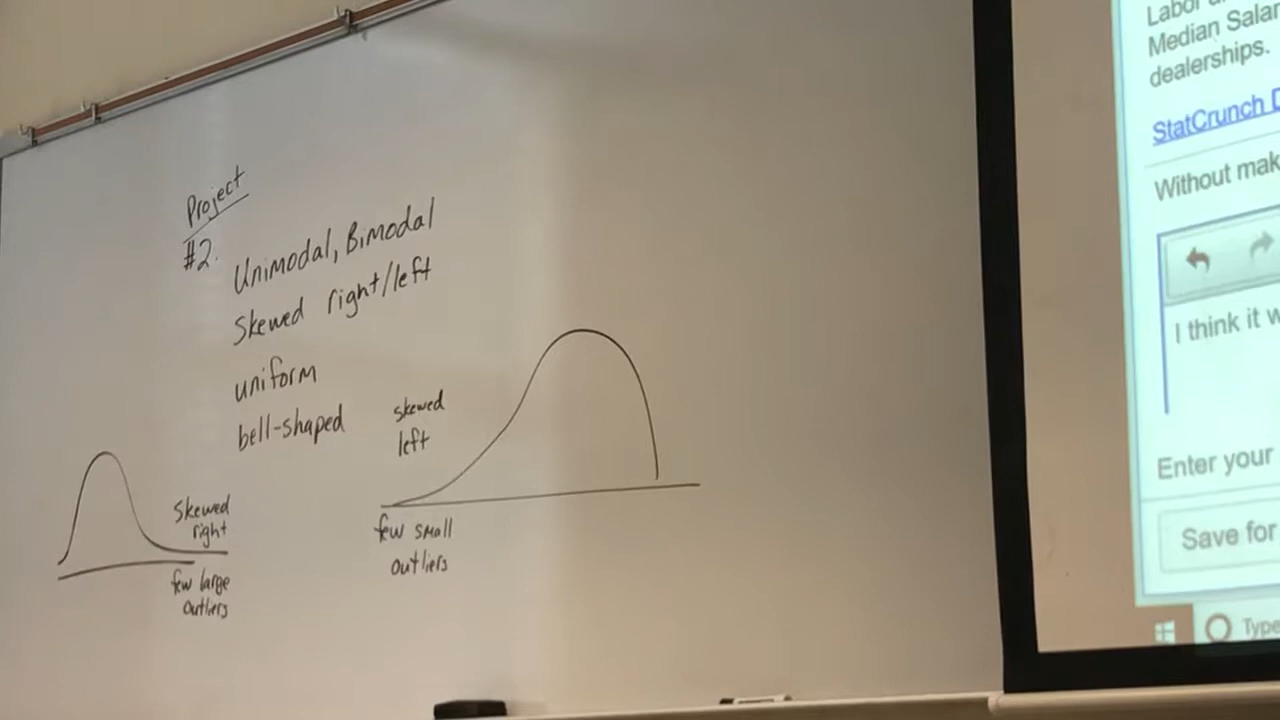 Project
#2.
Unimodal, Bimodal
Skewed right/left
uniform
bell-shaped
skewed
left
few small
outliers
Skewed
right
few large
outliers
Labor
Median Salar
dealerships.
StatCrunch D
Without mak
I think it w
Enter your
Save for
Type